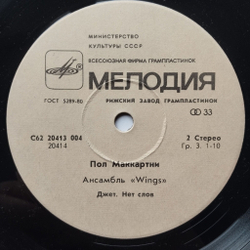 МИНИСТЕРСТВО
КУЛЬТУРЫ СССР
ВСЕСОЮЗНАЯ ФИРМА ГРАМПЛАСТИНОК
МЕЛОДИЯ
ГОСТ 5289-80
РИЖСКИЙ ЗАВОД ГРАМПЛАСТИНОК
33
С62 20413 004
20414
2 Стерео
Гр. 3. 1-10
Пол Маккартни
Ансамбль «Wings»
Джет. Нет слов